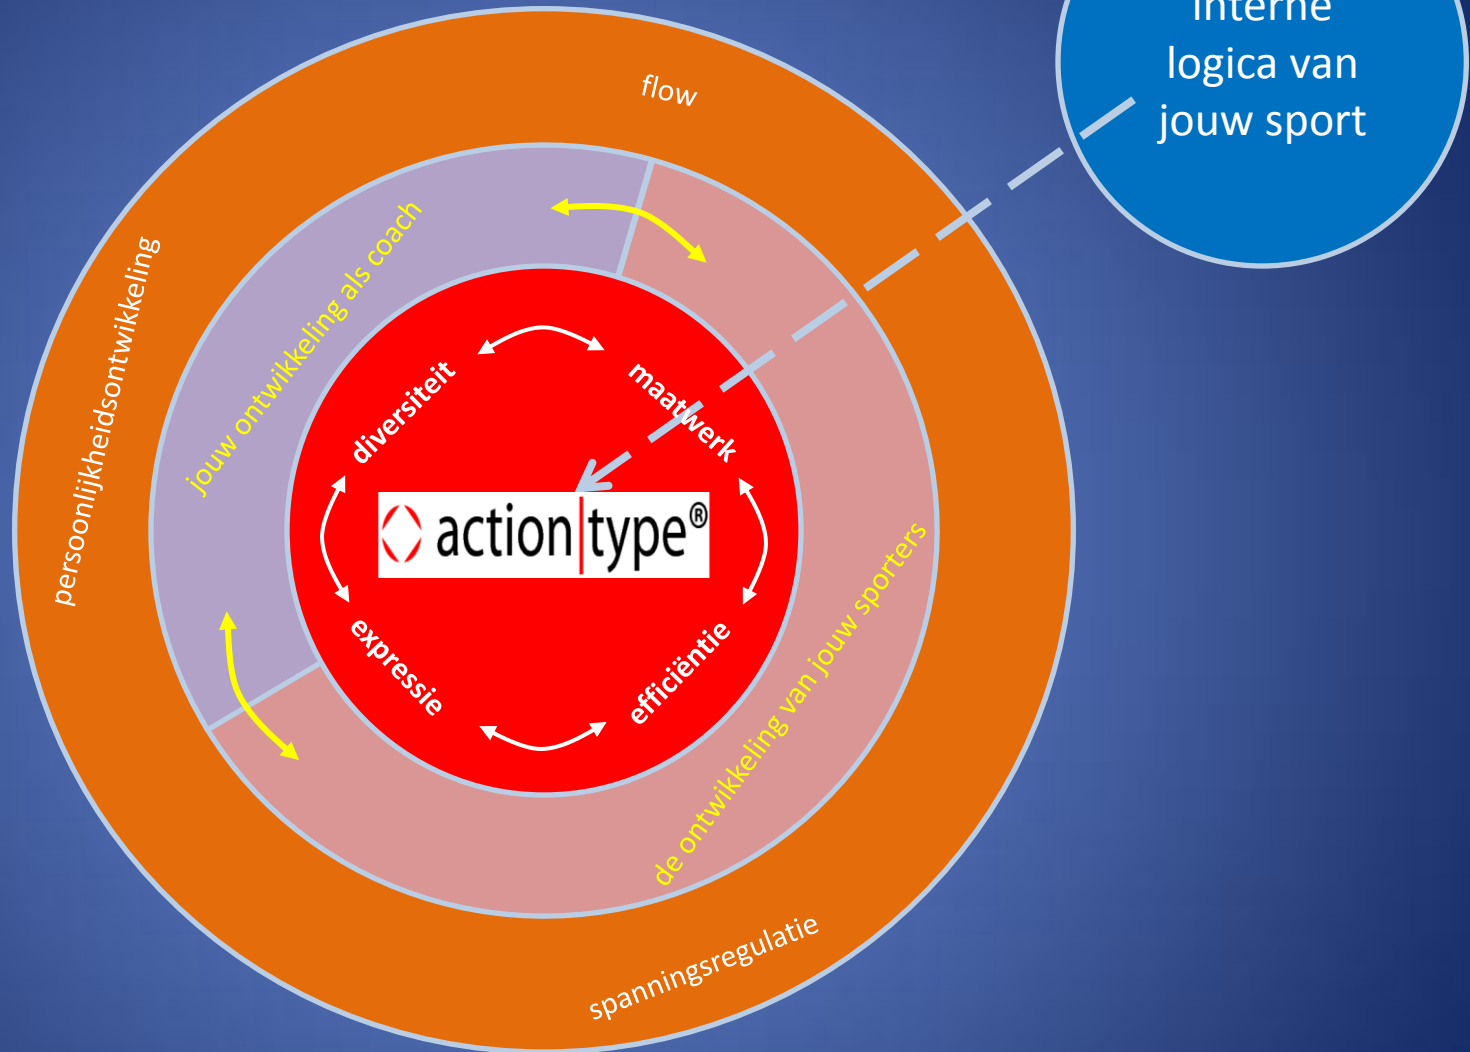 interne
logica van
jouw sport
flow
persoonlijkheidsontwikkeling
jouw ontwikkeling als coach
diversiteit
maatwerk
action|type®
expressie
efficiëntie
de ontwikkeling van jouw sporters
spanningsregulatie